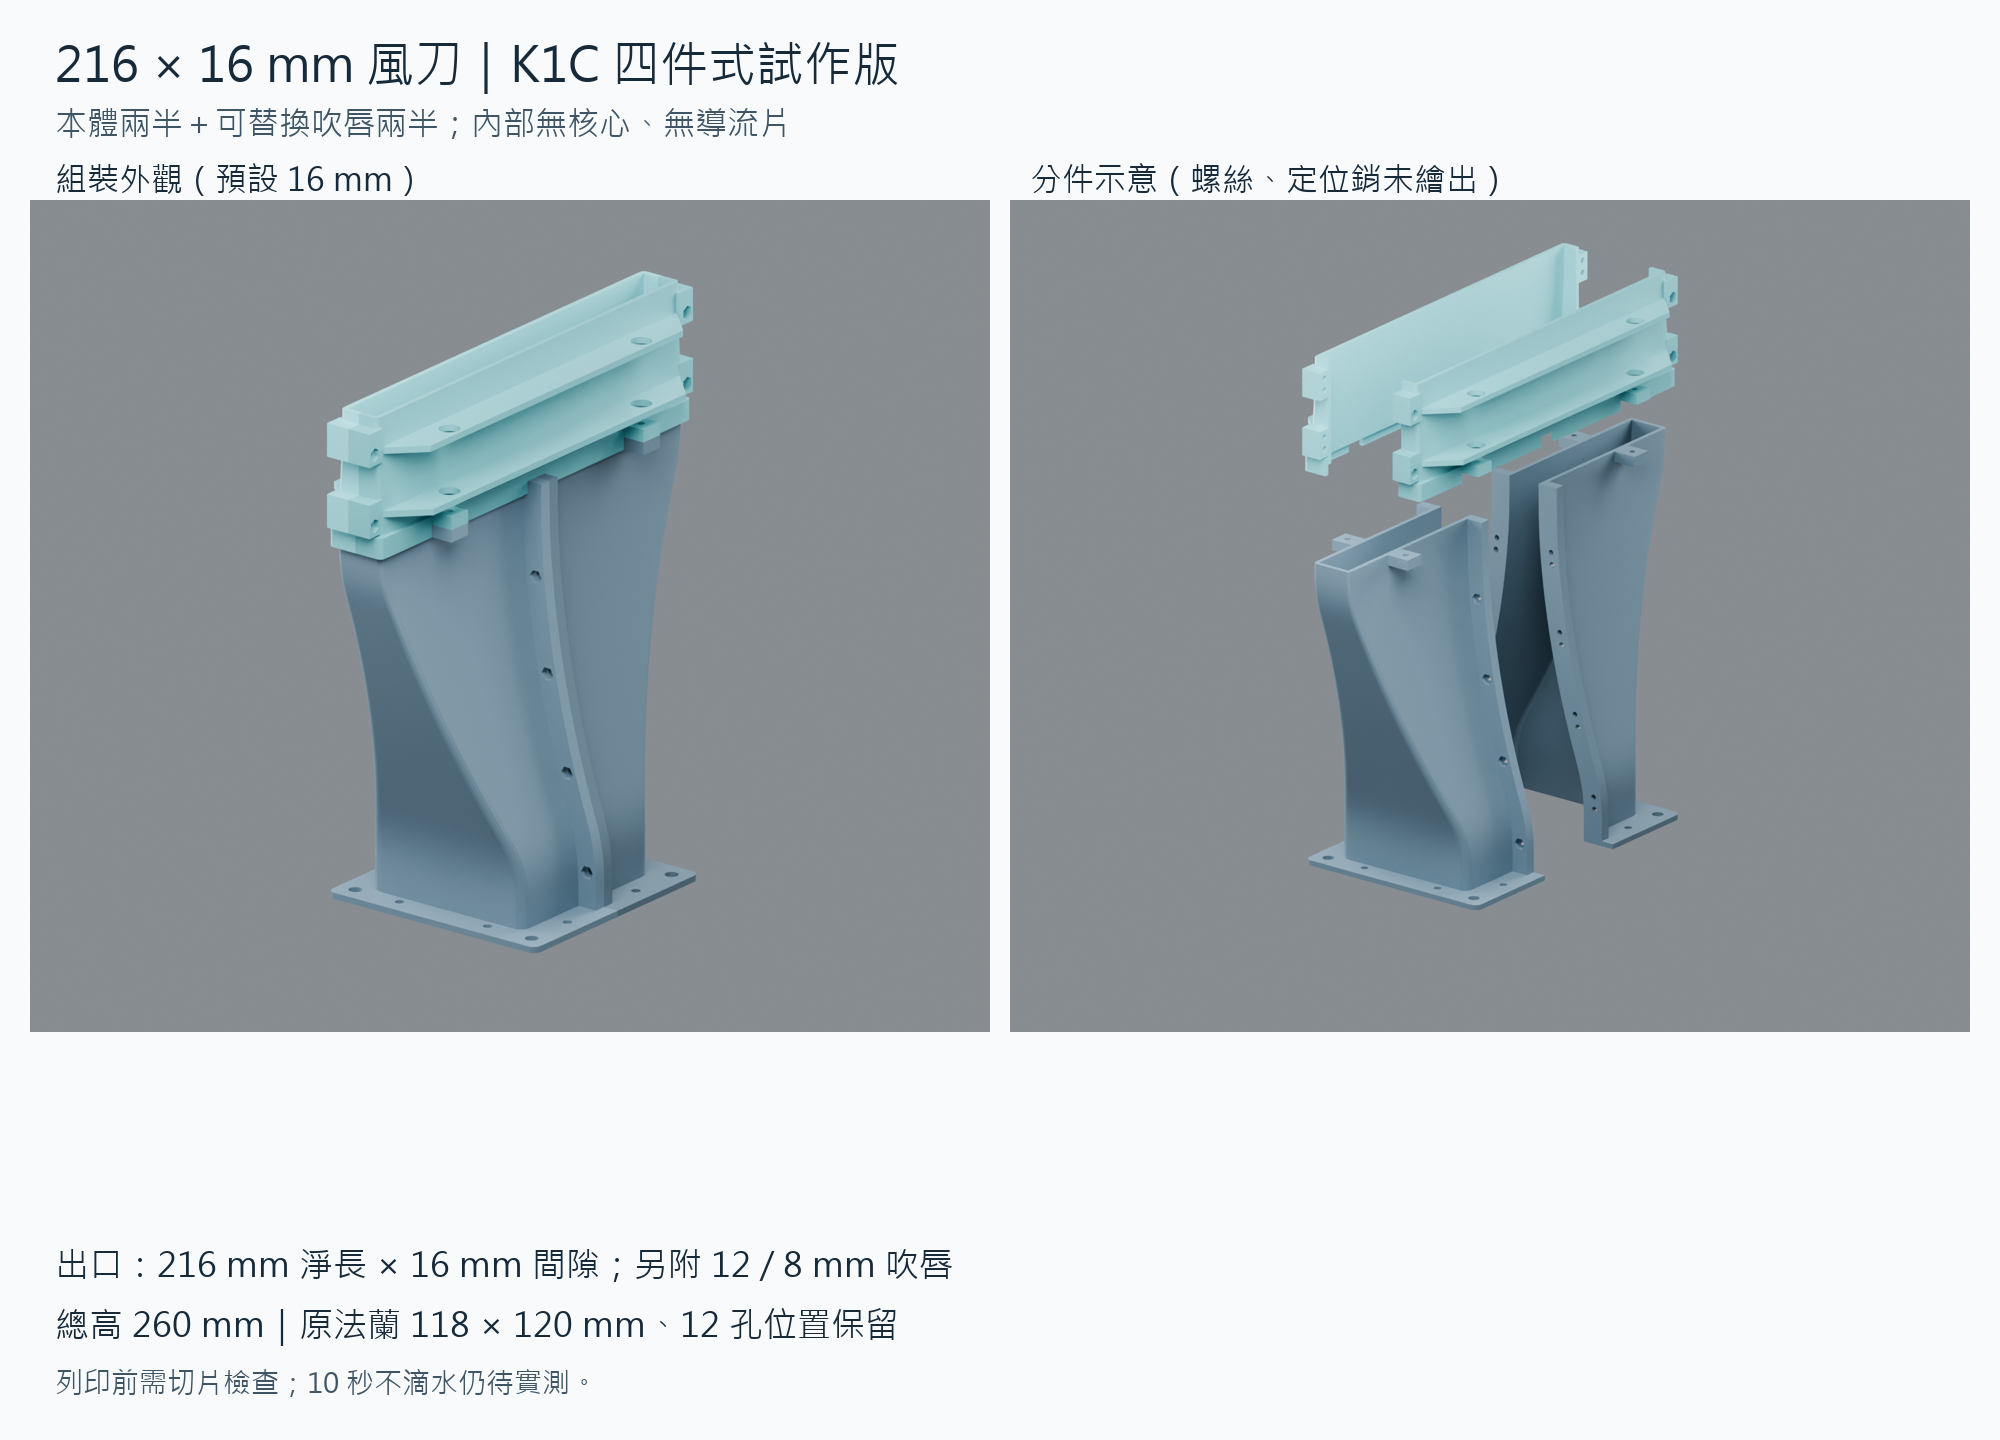 216 × 16 mm 風刀 | K1C 四件式試作版
本體兩半 + 可替換吹唇兩半；內部無核心、無導流片
組裝外觀（預設 16 mm）
分件示意（螺絲、定位銷未繪出）
出口：216 mm 淨長 × 16 mm 間隙；另附 12 / 8 mm 吹唇
總高 260 mm | 原法蘭 118 × 120 mm、12 孔位置保留
列印前需切片檢查；10 秒不滴水仍待實測。